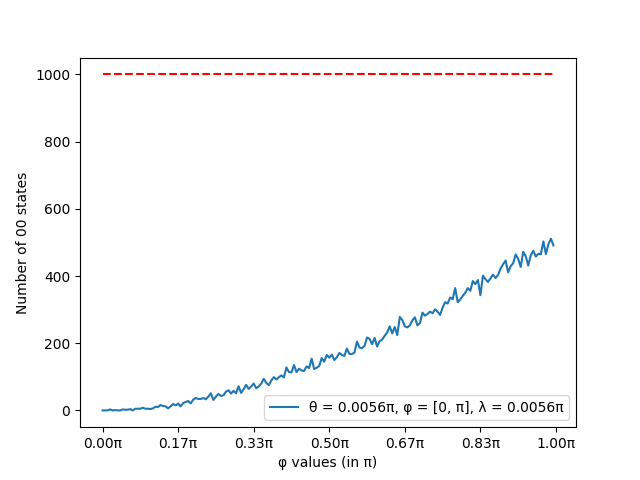 1000
800
600
400
200
0
Number of 00 states
θ = 0.0056π, φ = [0, π], λ = 0.0056π
0.00π 0.17π 0.33π 0.50π 0.67π 0.83π 1.00π
φ values (in π)